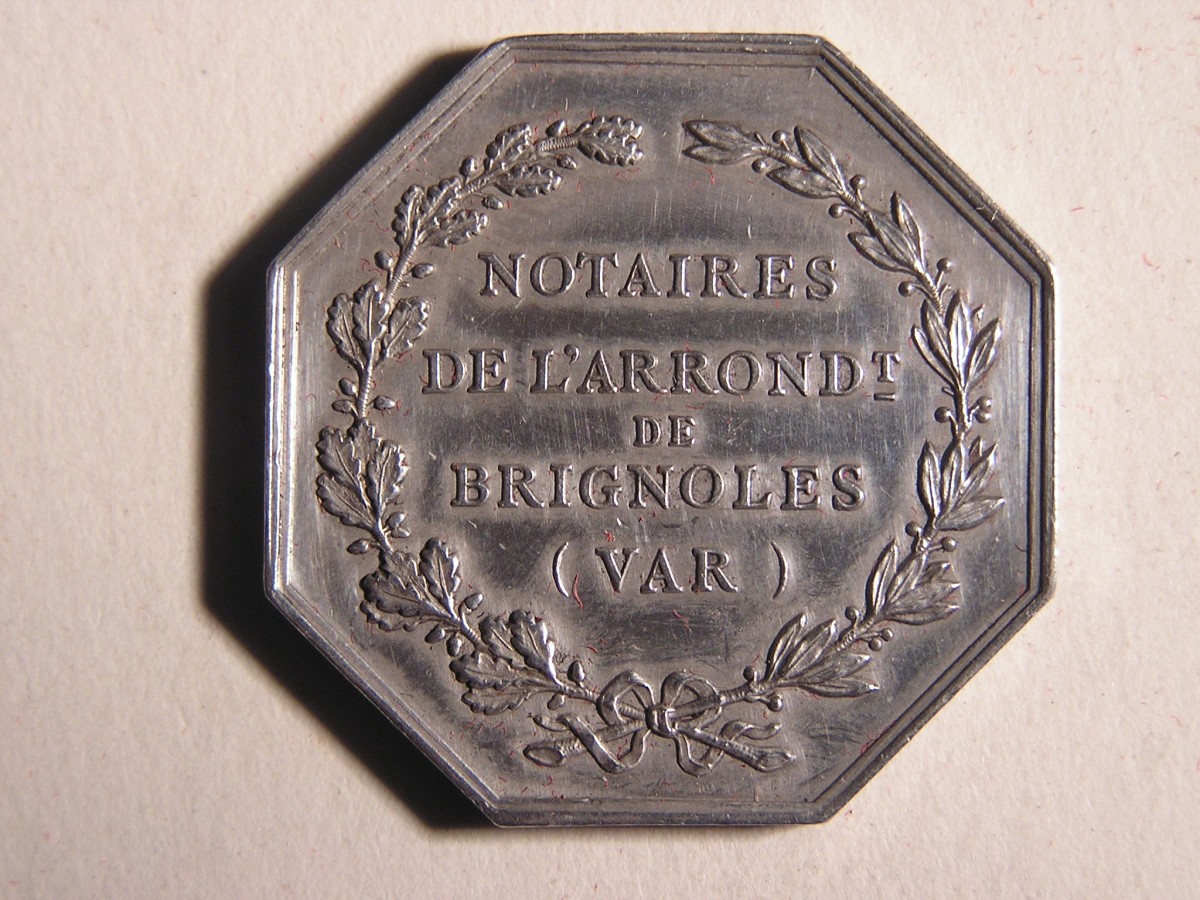 NOTAIRES
DE L'ARRONDT
DE
BRIGNOLES
(VAR)